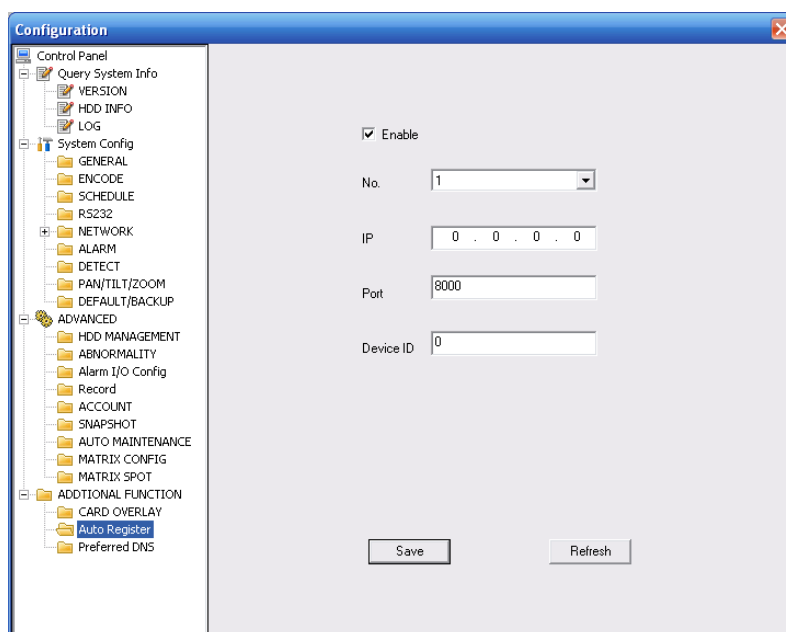 Configuration
Control Panel
Query System Info
VERSION
HDD INFO
LOG
System Config
GENERAL
ENCODE
SCHEDULE
RS232
NETWORK
ALARM
DETECT
PAN/TILT/ZOOM
DEFAULT/BACKUP
ADVANCED
HDD MANAGEMENT
ABNORMALITY
Alarm I/O Config
Record
ACCOUNT
SNAPSHOT
AUTO MAINTENANCE
MATRIX CONFIG
MATRIX SPOT
ADDTIONAL FUNCTION
CARD OVERLAY
Auto Register
Preferred DNS
Enable
No. 1
IP 0 . 0 . 0 . 0
Port 8000
Device ID 0
Save Refresh